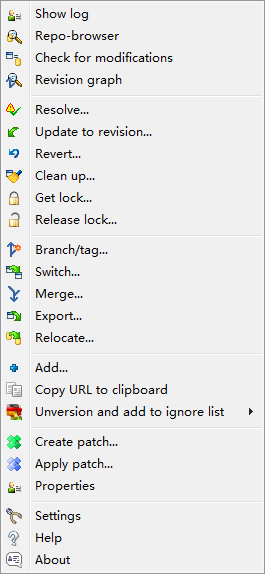 Show log
Repo-browser
Check for modifications
Revision graph
Resolve...
Update to revision...
Revert...
Clean up...
Get lock...
Release lock...
Branch/tag...
Switch...
Merge...
Export...
Relocate...
Add...
Copy URL to clipboard
Unversion and add to ignore list
Create patch...
Apply patch...
Properties
Settings
Help
About